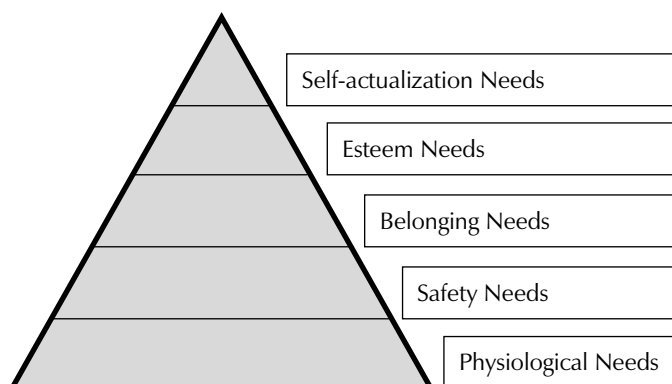 Self-actualization Needs
Esteem Needs
Belonging Needs
Safety Needs
Physiological Needs